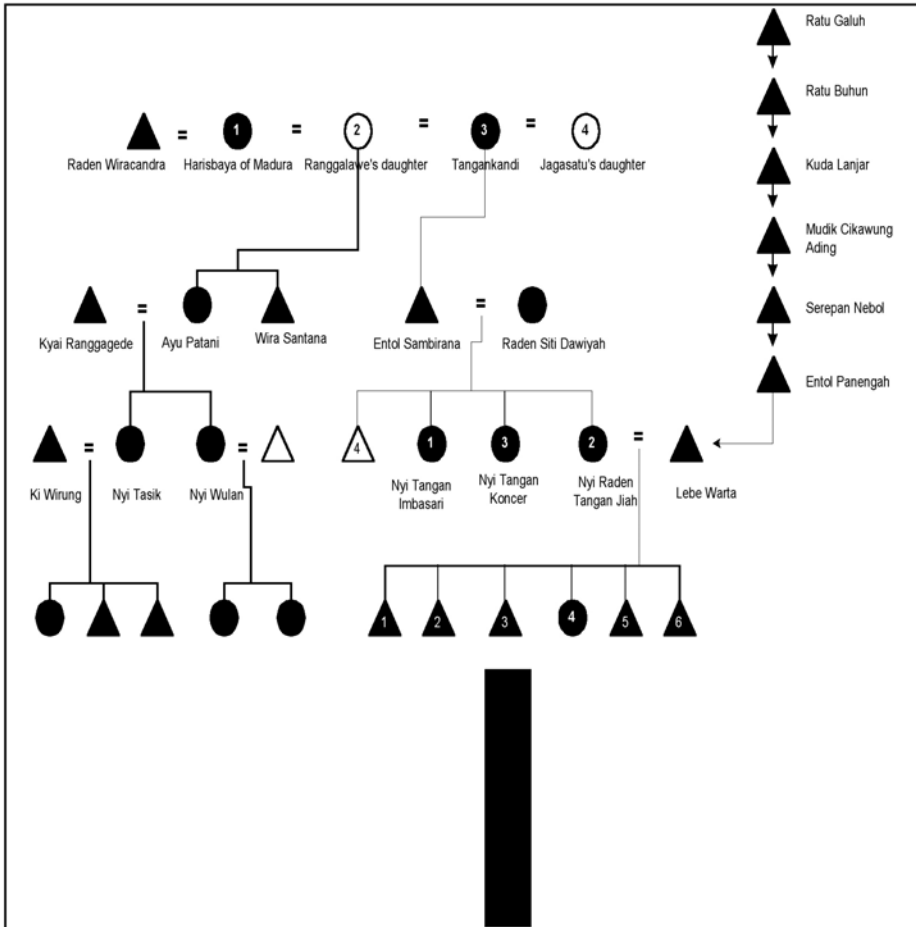 Ratu Galuh
Ratu Buhun
Kuda Lanjar
Mudik Cikawung
Ading
Serepan Nebol
Entol Panengah
= 1 = 2 = 3 = 4
Raden Wiracandra Harisbaya of Madura Ranggalawe's daughter Tangankandi Jagasatu's daughter
= =
Kyai Ranggagede Ayu Patani Wira Santana Entol Sambirana Raden Siti Dawiyah
= = 4 1 3 2 =
Ki Wirung Nyi Tasik Nyi Wulan
Nyi Tangan
Imbasari
Nyi Tangan
Koncer
Nyi Raden
Tangan Jiah
Lebe Warta
1 2 3 4 5 6